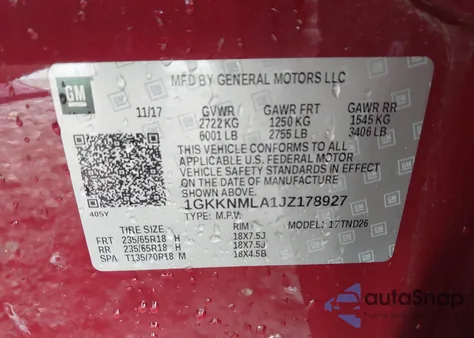 GM
MFD BY GENERAL MOTORS LLC
11/17 GVWR GAWR FRT GAWR RR
2722 KG 1250 KG 1545 KG
6001 LB 2755 LB 3406 LB
THIS VEHICLE CONFORMS TO ALL
APPLICABLE U.S. FEDERAL MOTOR
VEHICLE SAFETY STANDARDS IN EFFECT
ON THE DATE OF MANUFACTURE
SHOWN ABOVE.
1GKKNMLA1JZ178927
405Y TYPE: M.P.V. MODEL: 17TND26
TIRE SIZE RIM
FRT 235/65R18 H 18X7.5J
RR 235/65R18 H 18X7.5J
SPA T135/70R18 M 18X4.5B
autoSnap